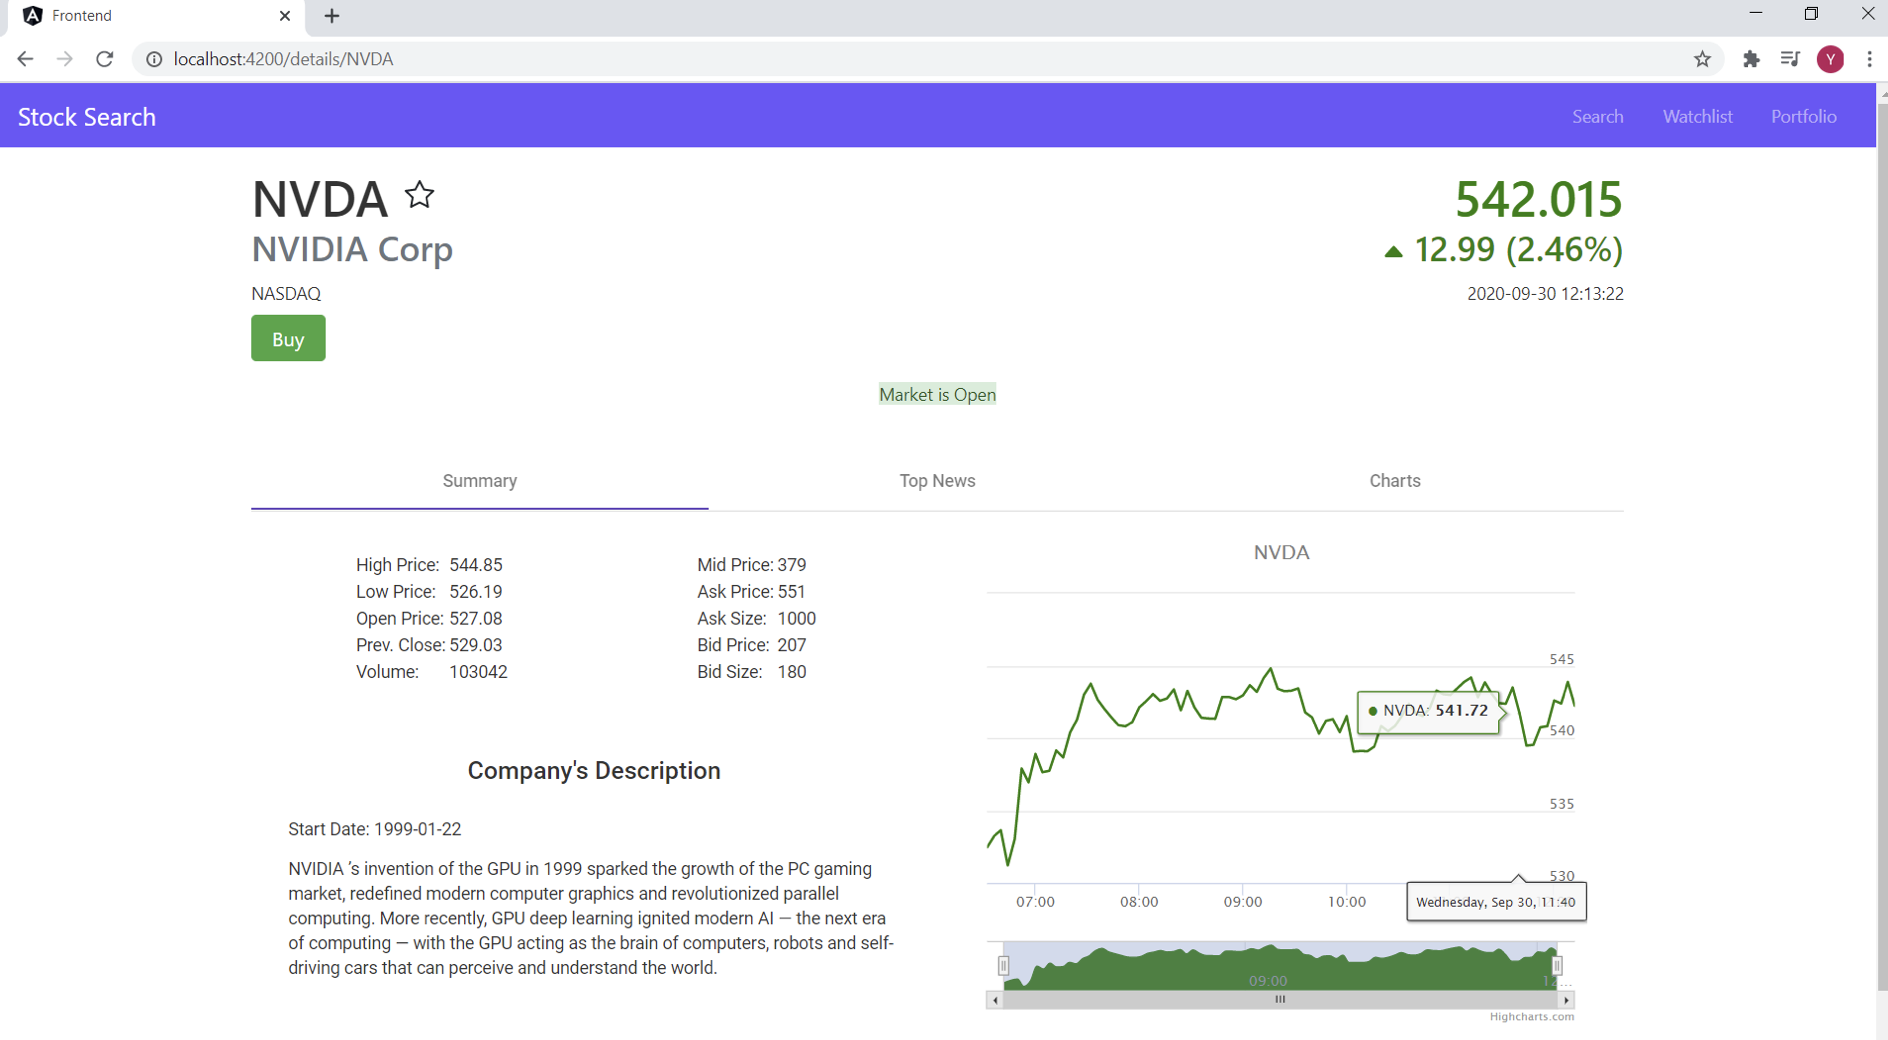 Frontend
localhost:4200/details/NVDA
Y
Stock Search
Search Watchlist Portfolio
NVDA
NVIDIA Corp
NASDAQ
Buy
542.015
12.99 (2.46%)
2020-09-30 12:13:22
Market is Open
Summary Top News Charts
High Price: 544.85
Low Price: 526.19
Open Price: 527.08
Prev. Close: 529.03
Volume: 103042
Mid Price: 379
Ask Price: 551
Ask Size: 1000
Bid Price: 207
Bid Size: 180
Company's Description
Start Date: 1999-01-22
NVIDIA ’s invention of the GPU in 1999 sparked the growth of the PC gaming
market, redefined modern computer graphics and revolutionized parallel
computing. More recently, GPU deep learning ignited modern AI — the next era
of computing — with the GPU acting as the brain of computers, robots and self-
driving cars that can perceive and understand the world.
NVDA
545
NVDA: 541.72
540
535
530
07:00 08:00 09:00 10:00
Wednesday, Sep 30, 11:40
09:00 1…
Highcharts.com